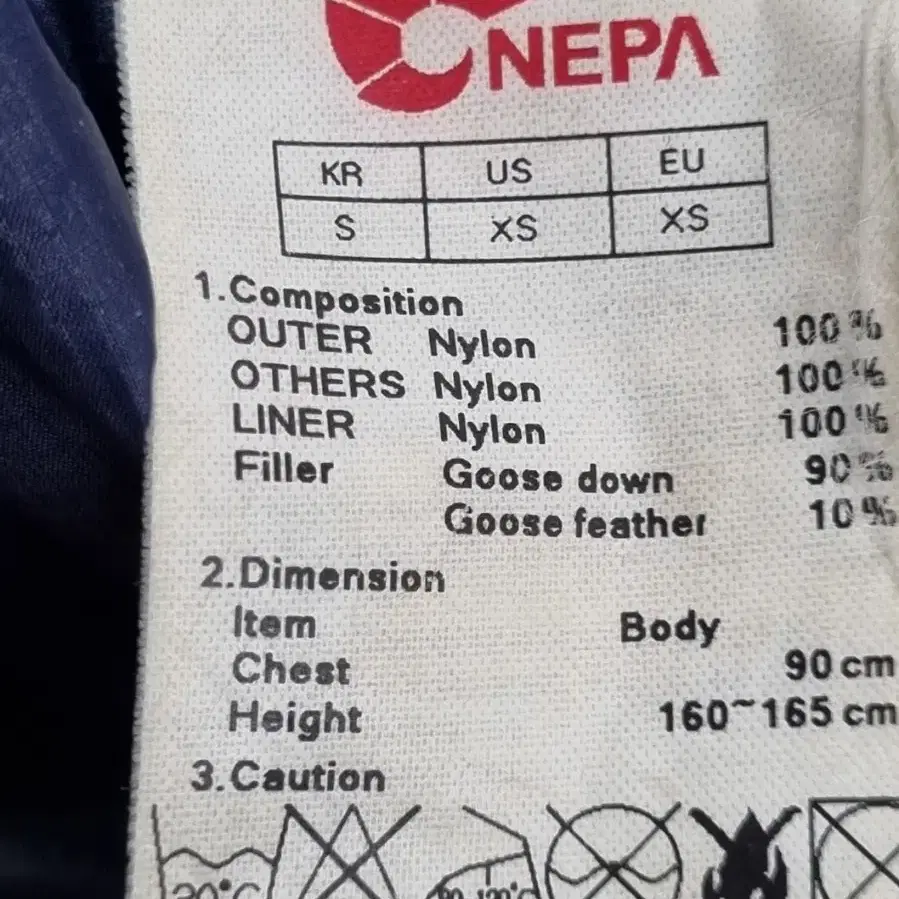 NEPA
KR US EU
S XS XS
1.Composition
OUTER Nylon 100%
OTHERS Nylon 100%
LINER Nylon 100%
Filler Goose down 90%
Goose feather 10%
2.Dimension
Item Body
Chest 90 cm
Height 160~165 cm
3.Caution